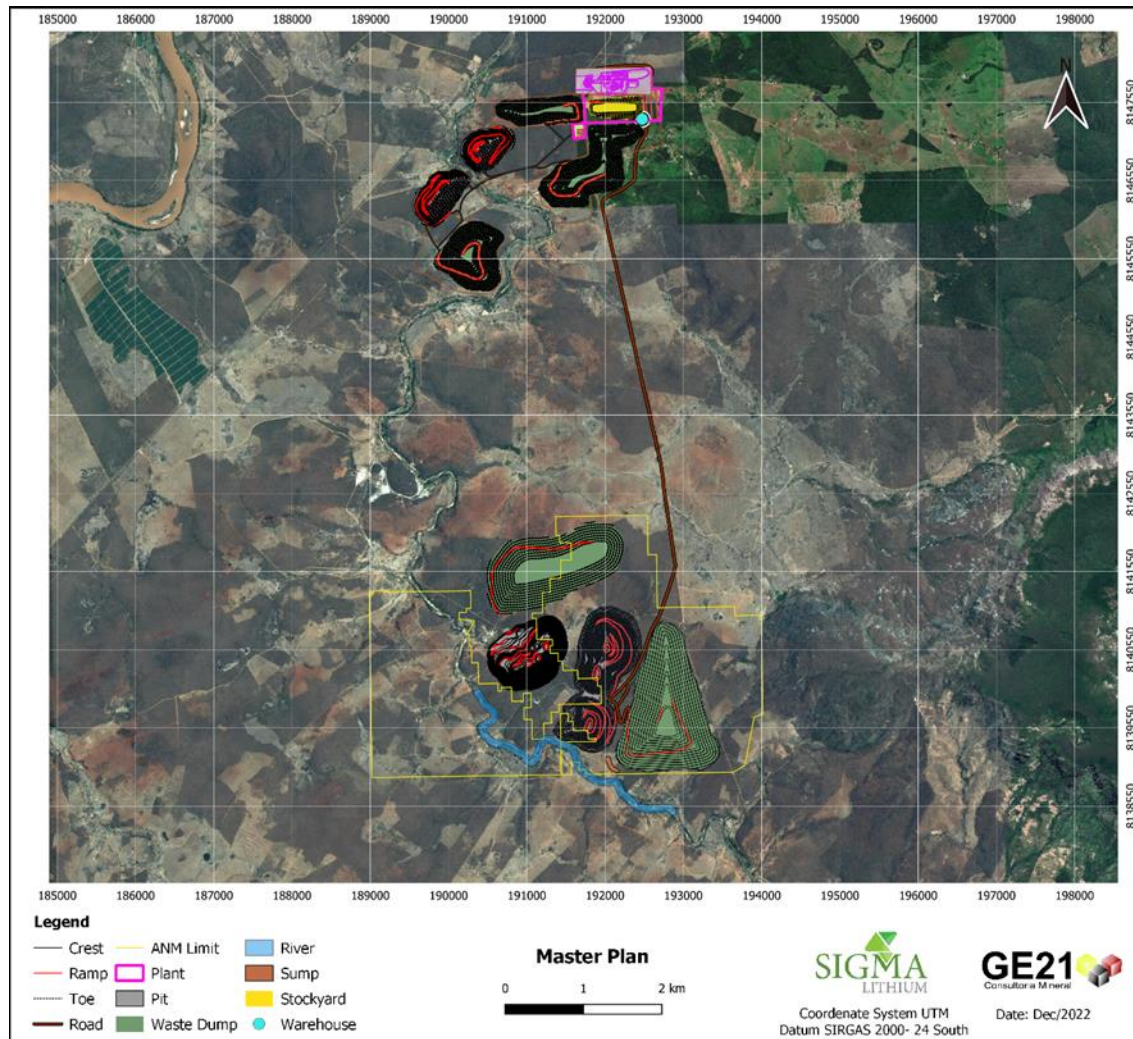 185000 186000 187000 188000 189000 190000 191000 192000 193000 194000 195000 196000 197000 198000
N
8147550
8146550
8145550
8144550
8143550
8142550
8141550
8140550
8139550
8138550
185000 186000 187000 188000 189000 190000 191000 192000 193000 194000 195000 196000 197000 198000
Legend
Crest ANM Limit River
Ramp Plant Pit Sump
Toe Stockyard
Road Waste Dump Warehouse
Master Plan
0 1 2 km
SIGMA
LITHIUM
Coordenate System UTM
Datum SIRGAS 2000- 24 South
GE21
Consultoria Mineral
Date: Dec/2022